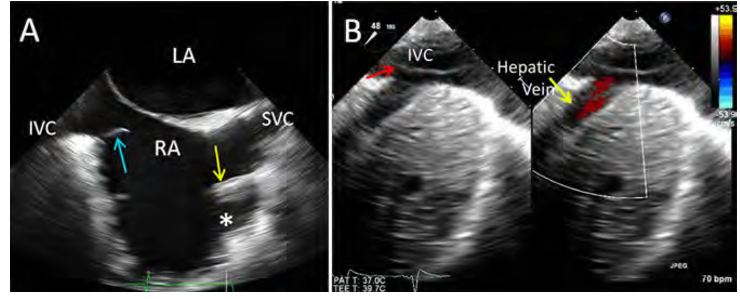 A
LA
IVC
RA
SVC
*
B
48
+53.9
IVC
Hepatic
Vein
-53.9
cm/s
PAT T: 37.0C
TEE T: 39.7C
JPEG
70 bpm